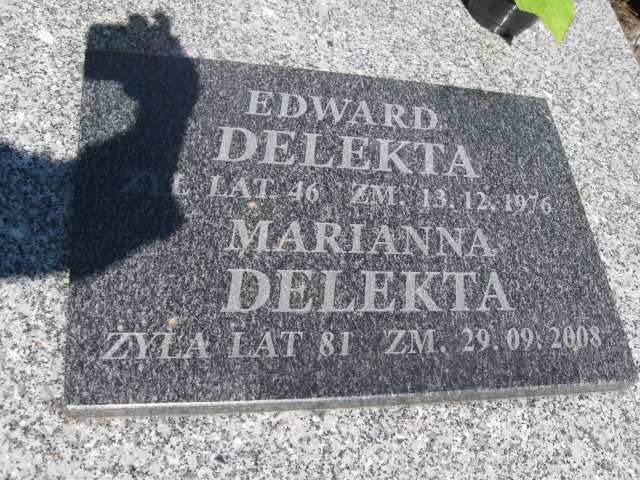 EDWARD
DELEKTA
ŻYŁ LAT 46 ZM. 13.12.1976
MARIANNA
DELEKTA
ŻYŁA LAT 81 ZM. 29.09.2008